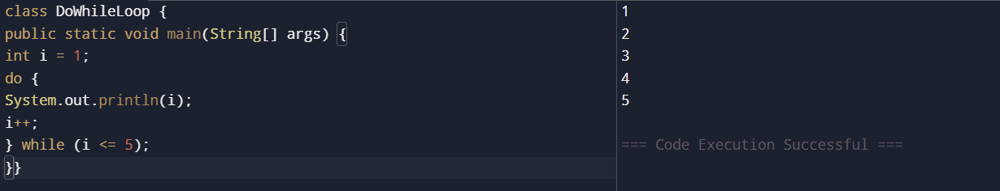 class DoWhileLoop {
public static void main(String[] args) {
int i = 1;
do {
System.out.println(i);
i++;
} while (i <= 5);
}}
1
2
3
4
5
=== Code Execution Successful ===